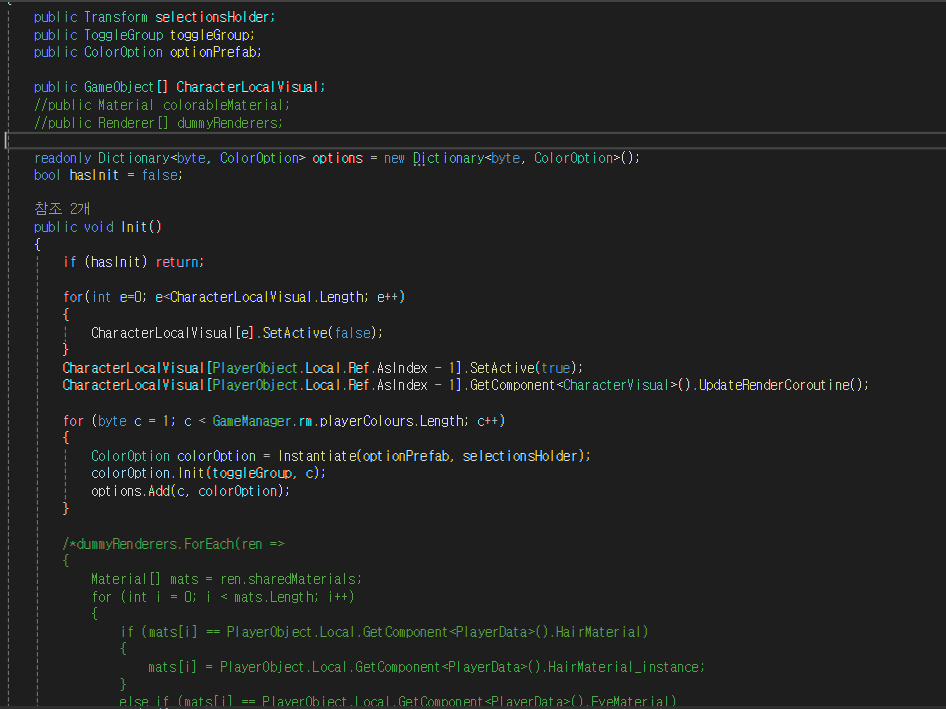 public Transform selectionsHolder;
public ToggleGroup toggleGroup;
public ColorOption optionPrefab;
public GameObject[] CharacterLocalVisual;
//public Material colorableMaterial;
//public Renderer[] dummyRenderers;
readonly Dictionary<byte, ColorOption> options = new Dictionary<byte, ColorOption>();
bool hasInit = false;
참조 2개
public void Init()
{
if (hasInit) return;
for(int e=0; e<CharacterLocalVisual.Length; e++)
{
CharacterLocalVisual[e].SetActive(false);
}
CharacterLocalVisual[PlayerObject.Local.Ref.AsIndex - 1].SetActive(true);
CharacterLocalVisual[PlayerObject.Local.Ref.AsIndex - 1].GetComponent<CharacterVisual>().UpdateRenderCoroutine();
for (byte c = 1; c < GameManager.rm.playerColours.Length; c++)
{
ColorOption colorOption = Instantiate(optionPrefab, selectionsHolder);
colorOption.Init(toggleGroup, c);
options.Add(c, colorOption);
}
/*dummyRenderers.ForEach(ren =>
{
Material[] mats = ren.sharedMaterials;
for (int i = 0; i < mats.Length; i++)
{
if (mats[i] == PlayerObject.Local.GetComponent<PlayerData>().HairMaterial)
{
mats[i] = PlayerObject.Local.GetComponent<PlayerData>().HairMaterial_instance;
}
else if (mats[i] == PlayerObject.Local.GetComponent<PlayerData>().EyeMaterial)